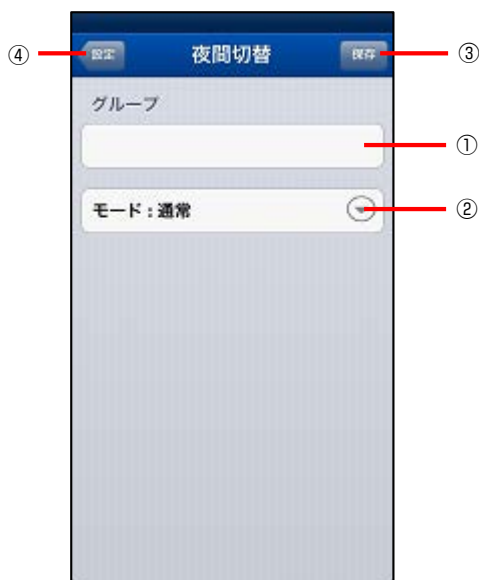 ④ 設定 夜間切替 保存 ③
グループ
①
モード:通常 ②